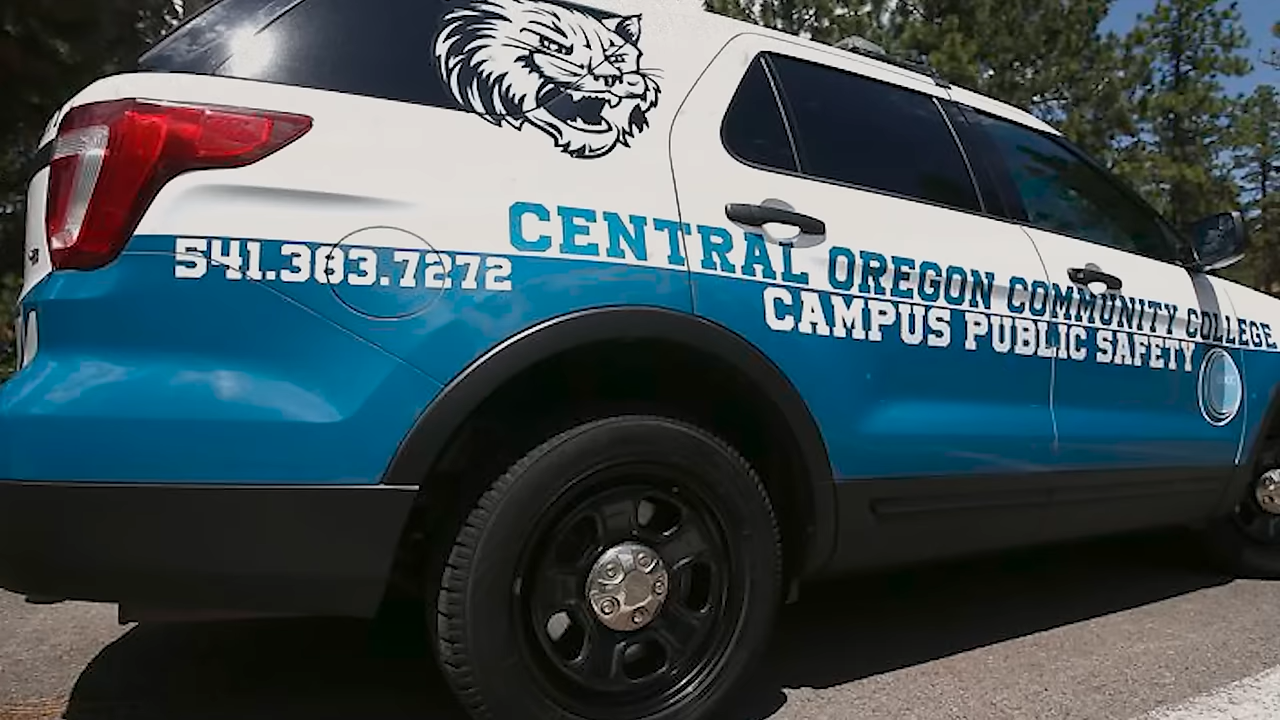 541.383.7272
CENTRAL OREGON COMMUNITY COLLEGE
CAMPUS PUBLIC SAFETY